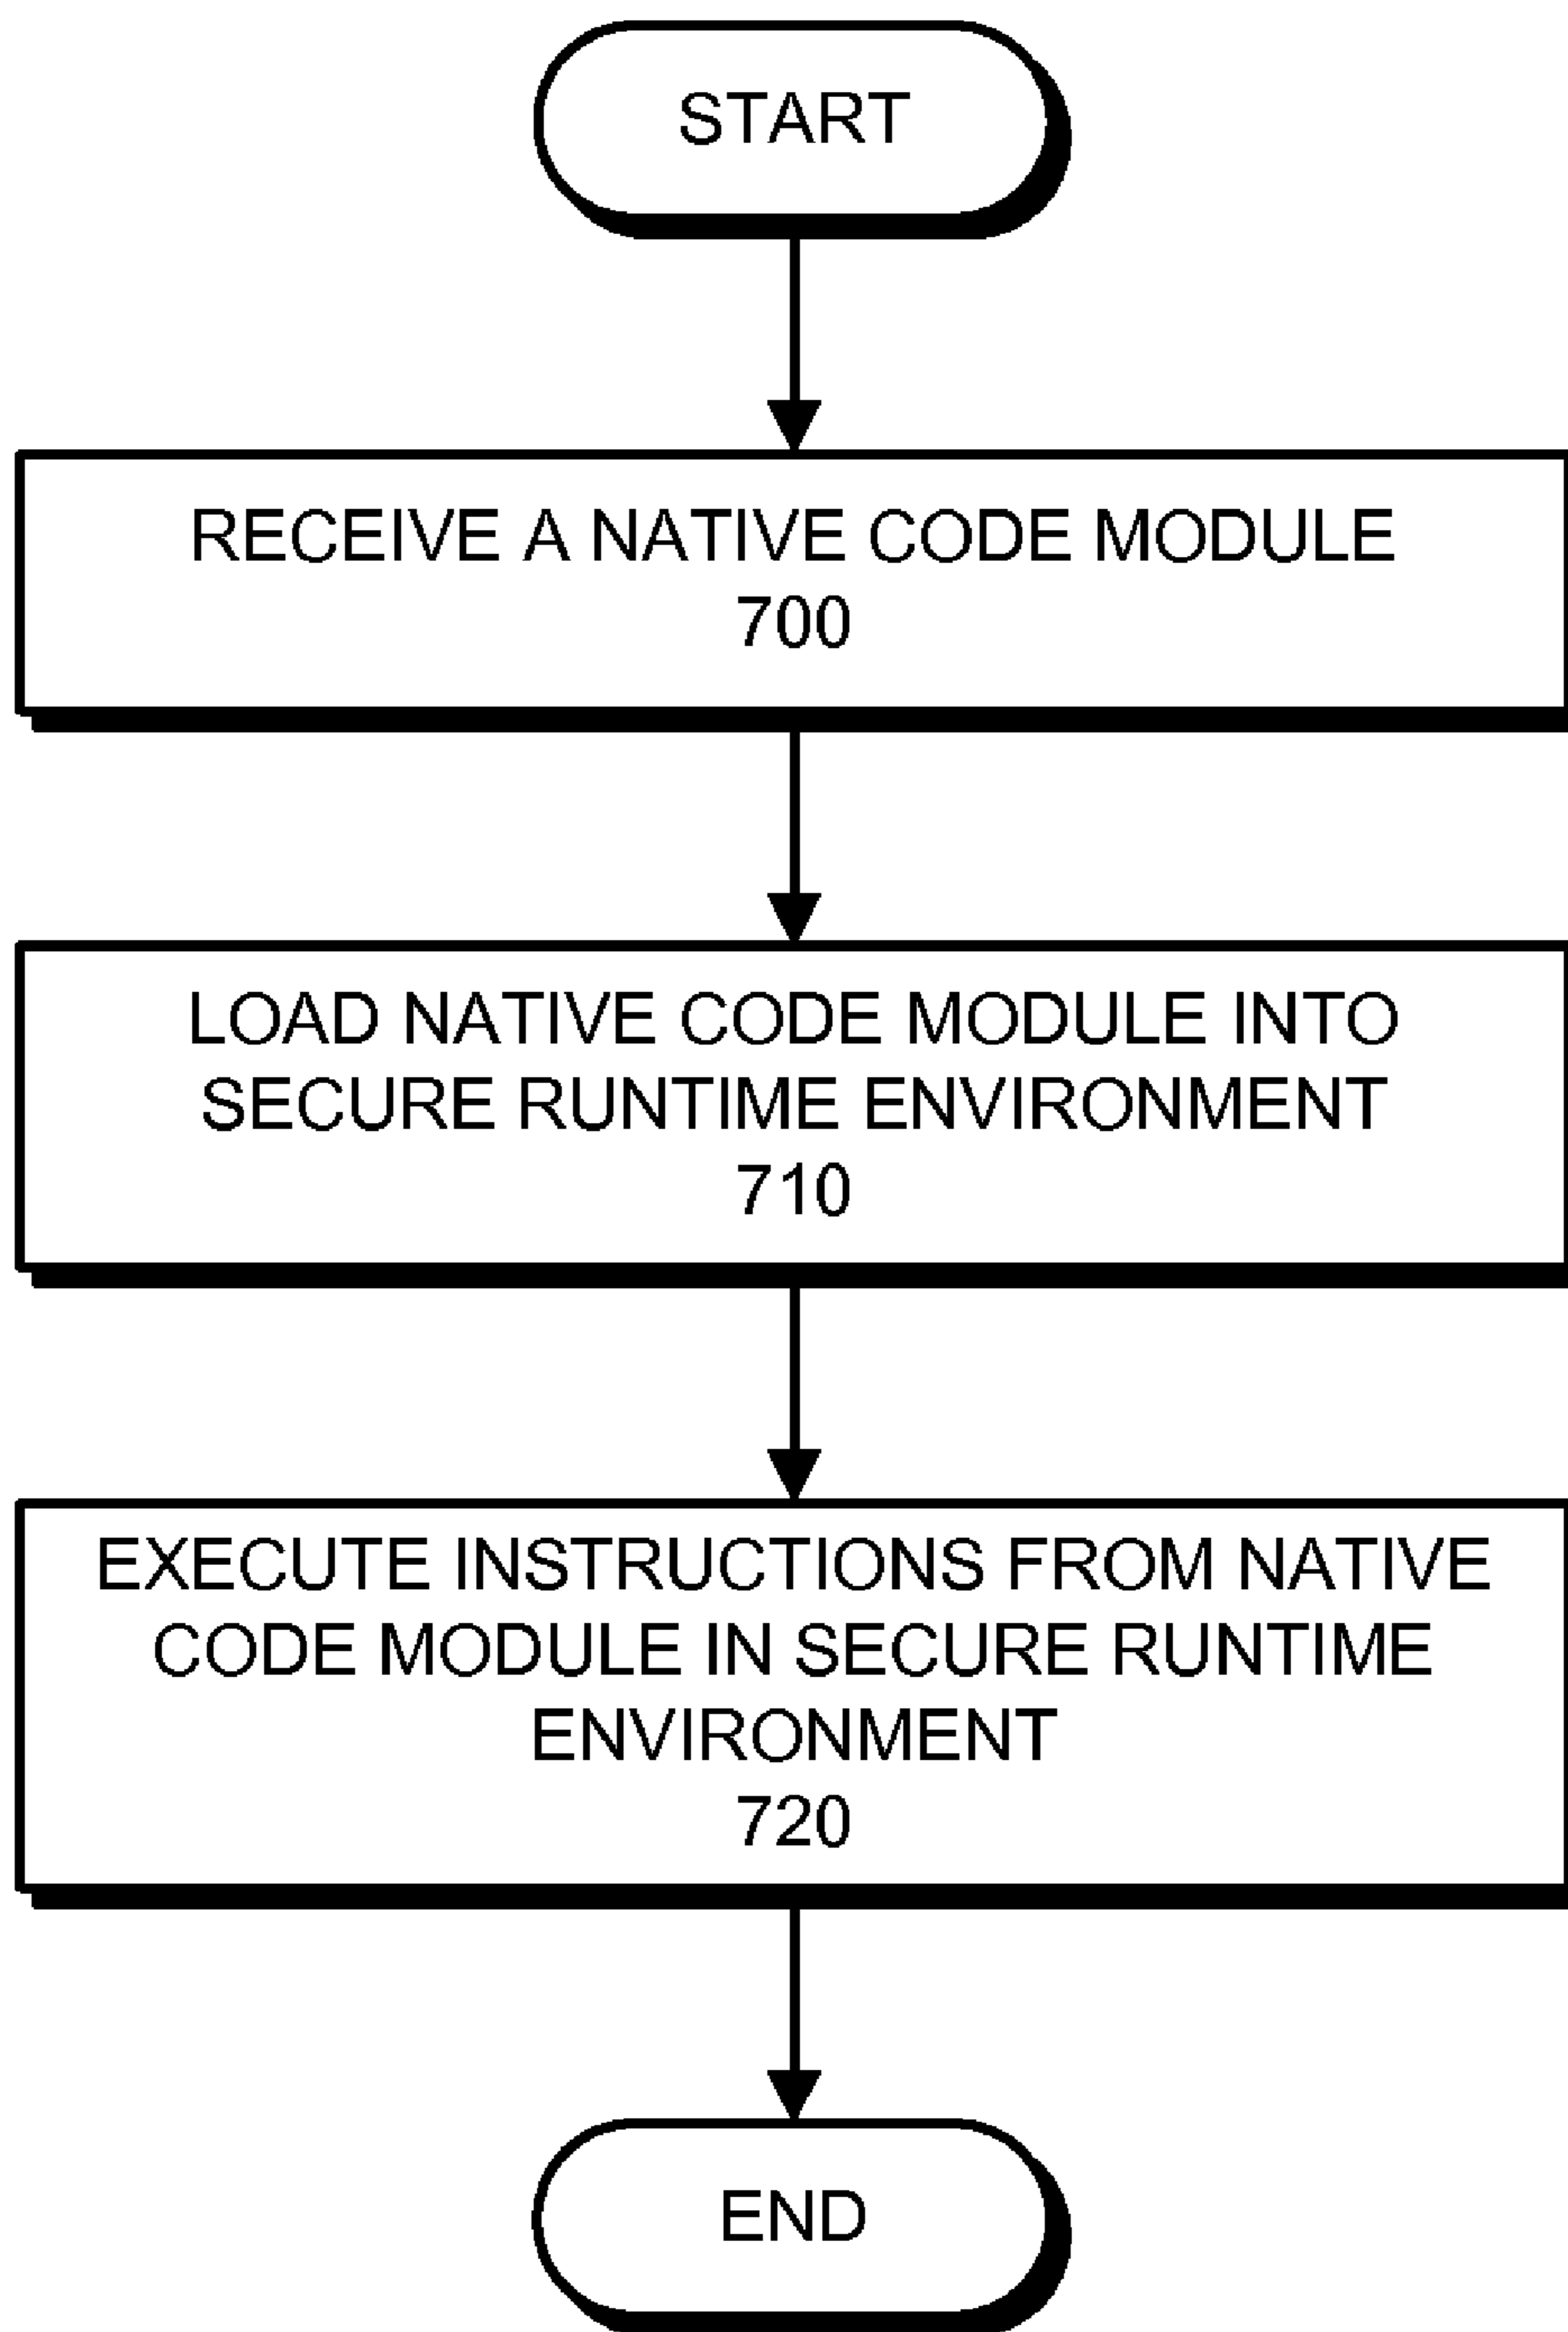 START
RECEIVE A NATIVE CODE MODULE
700
LOAD NATIVE CODE MODULE INTO
SECURE RUNTIME ENVIRONMENT
710
EXECUTE INSTRUCTIONS FROM NATIVE
CODE MODULE IN SECURE RUNTIME
ENVIRONMENT
720
END